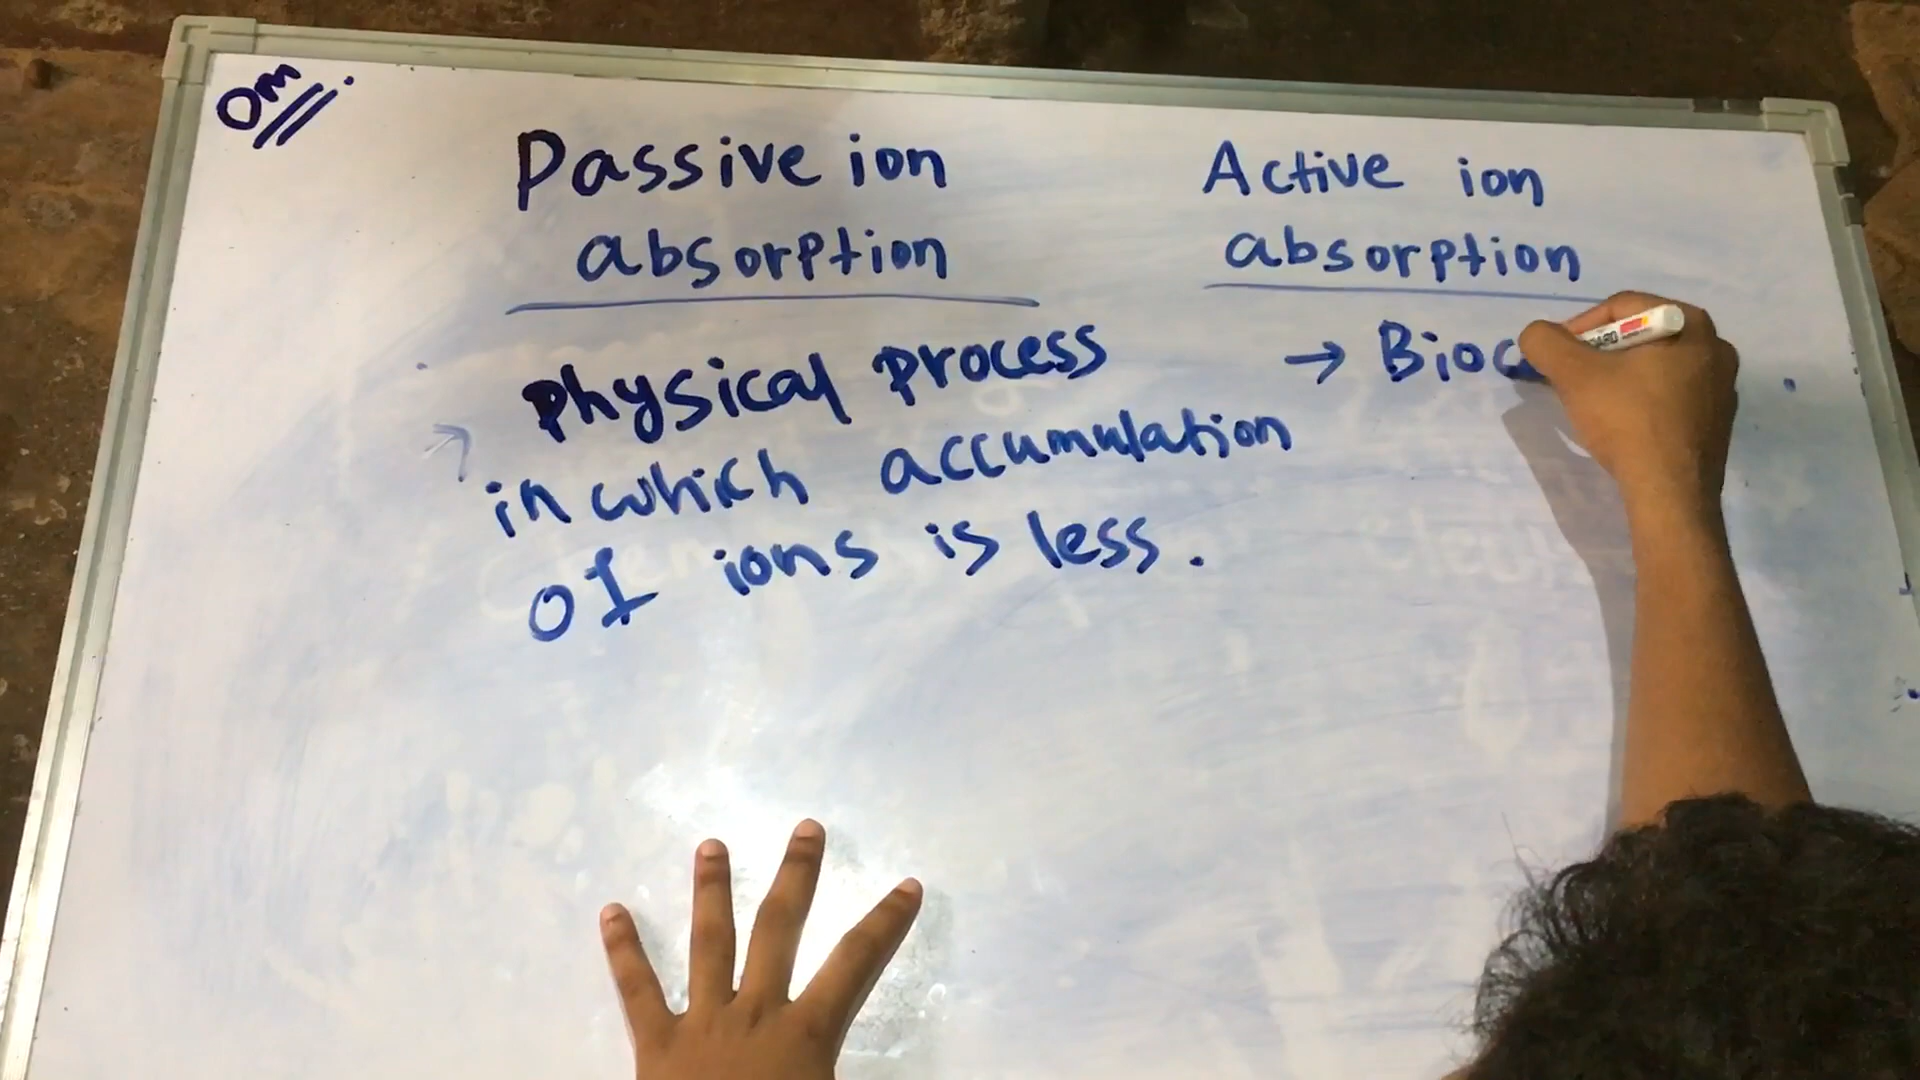 Om
Passive ion
absorption
Active ion
absorption
→ physical process
in which accumulation
of ions is less.
→ Bioc